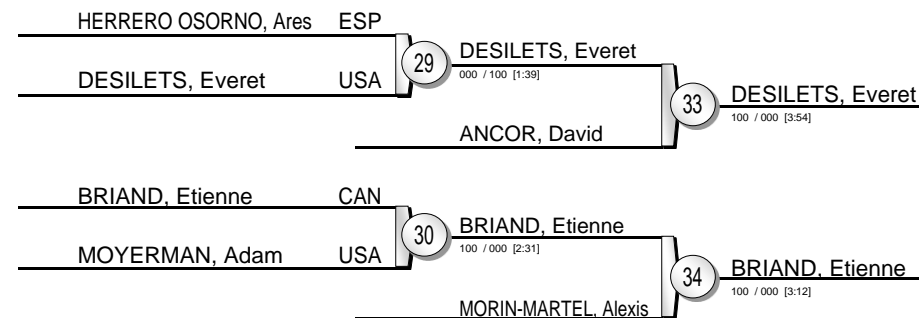 HERRERO OSORNO, Ares ESP
29
DESILETS, Everet
000 / 100 [1:39]
DESILETS, Everet USA
33
DESILETS, Everet
100 / 000 [3:54]
ANCOR, David
BRIAND, Etienne CAN
30
BRIAND, Etienne
100 / 000 [2:31]
MOYERMAN, Adam USA
34
BRIAND, Etienne
100 / 000 [3:12]
MORIN-MARTEL, Alexis